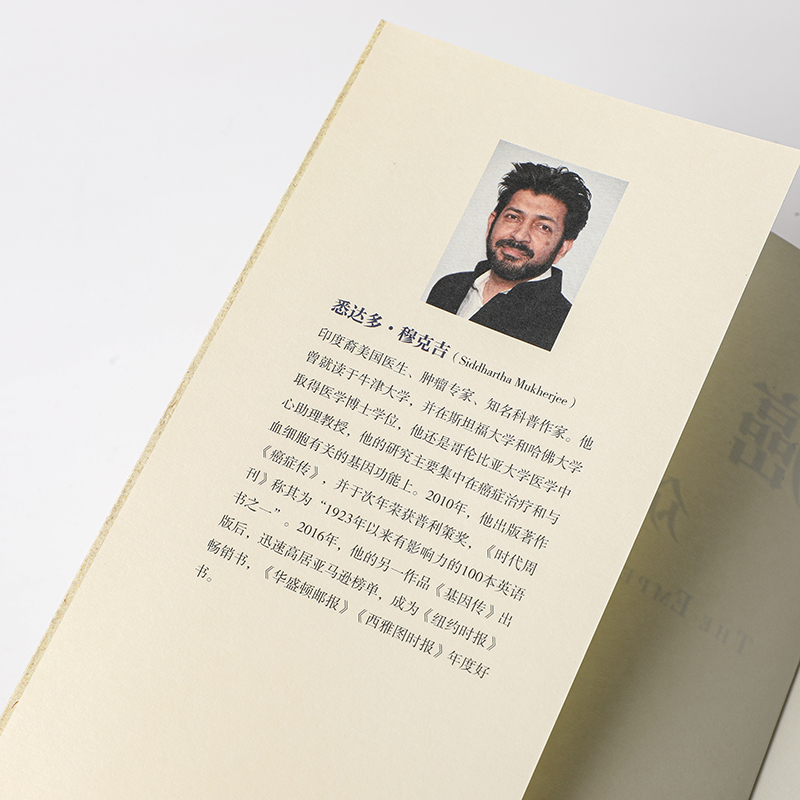 悉达多·穆克吉（Siddhartha Mukherjee）
印度裔美国医生、肿瘤专家、知名科普作家。他
曾就读于牛津大学，并在斯坦福大学和哈佛大学
取得医学博士学位，他还是哥伦比亚大学医学中
心助理教授，他的研究主要集中在癌症治疗和与
血细胞有关的基因功能上。2010年，他出版著作
《癌症传》，并于次年荣获普利策奖，《时代周
刊》称其为“1923年以来有影响力的100本英语
书之一”。2016年，他的另一作品《基因传》出
版后，迅速高居亚马逊榜单，成为《纽约时报》
畅销书，《华盛顿邮报》《西雅图时报》年度好
书。
THE EMP